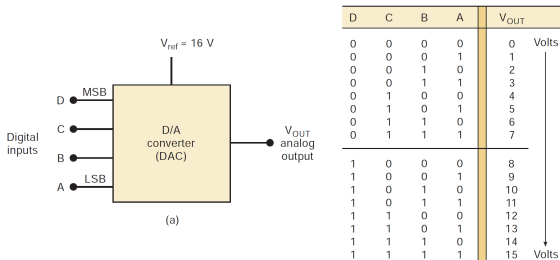 V_ref = 16 V
D MSB
C
B
A LSB
Digital
inputs
D/A
converter
(DAC)
V_OUT
analog
output
(a)
D C B A V_OUT
0 0 0 0 0 Volts
0 0 0 1 1
0 0 1 0 2
0 0 1 1 3
0 1 0 0 4
0 1 0 1 5
0 1 1 0 6
0 1 1 1 7
1 0 0 0 8
1 0 0 1 9
1 0 1 0 10
1 0 1 1 11
1 1 0 0 12
1 1 0 1 13
1 1 1 0 14
1 1 1 1 15 Volts